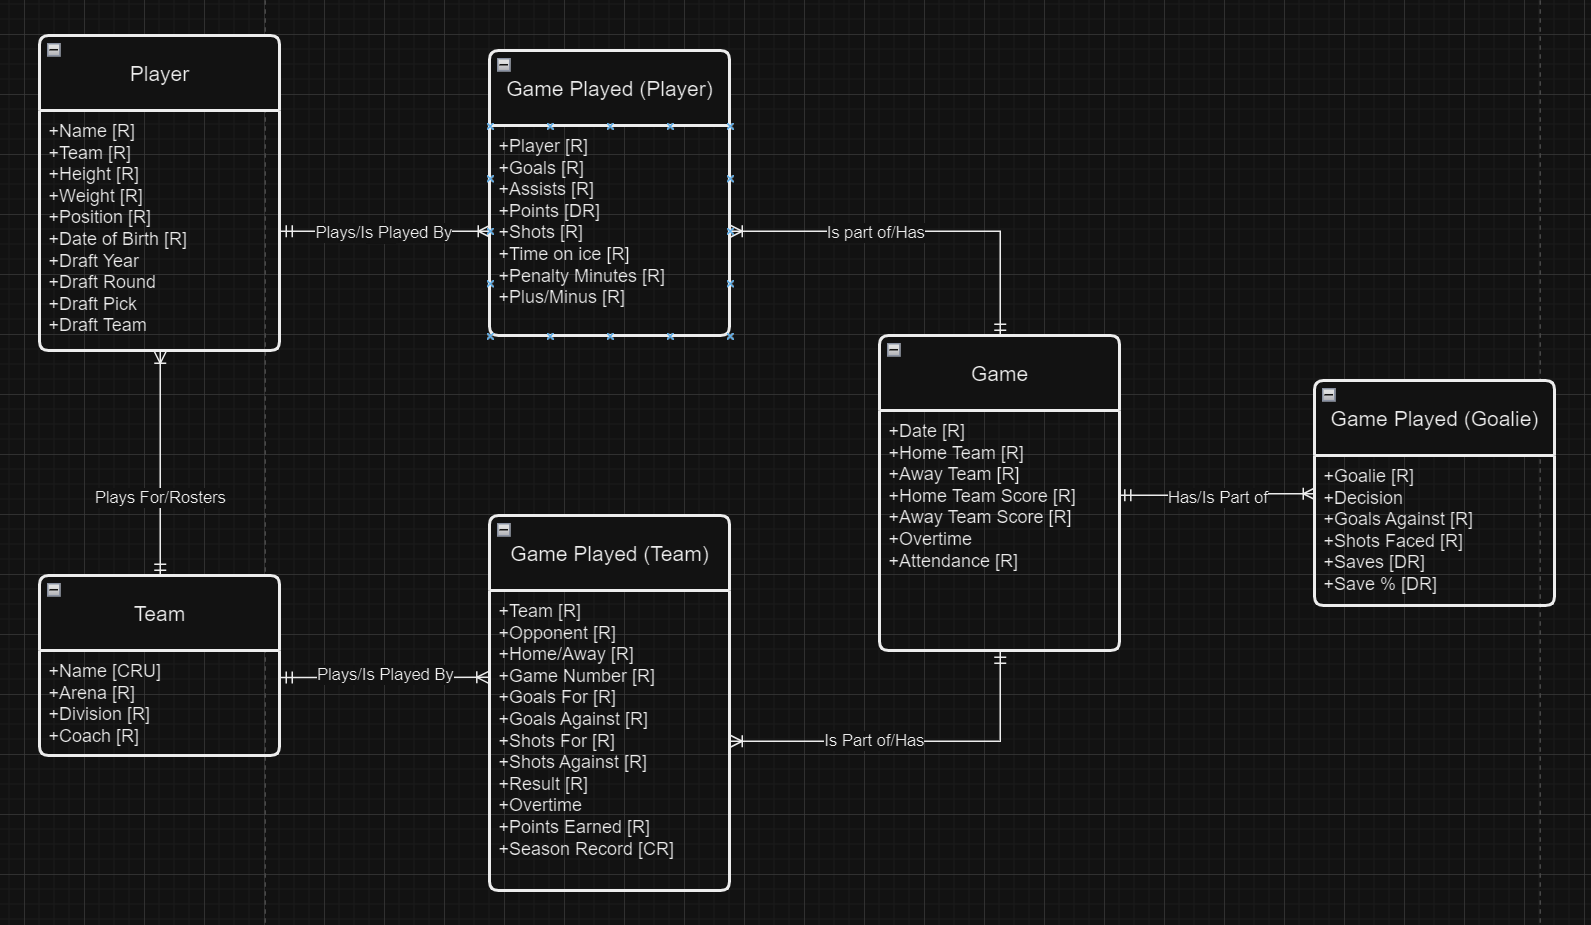 Player
+Name [R]
+Team [R]
+Height [R]
+Weight [R]
+Position [R]
+Date of Birth [R]
+Draft Year
+Draft Round
+Draft Pick
+Draft Team
Plays/Is Played By
Game Played (Player)
+Player [R]
+Goals [R]
+Assists [R]
+Points [DR]
+Shots [R]
+Time on ice [R]
+Penalty Minutes [R]
+Plus/Minus [R]
Is part of/Has
Plays For/Rosters
Team
+Name [CRU]
+Arena [R]
+Division [R]
+Coach [R]
Plays/Is Played By
Game Played (Team)
+Team [R]
+Opponent [R]
+Home/Away [R]
+Game Number [R]
+Goals For [R]
+Goals Against [R]
+Shots For [R]
+Shots Against [R]
+Result [R]
+Overtime
+Points Earned [R]
+Season Record [CR]
Is Part of/Has
Game
+Date [R]
+Home Team [R]
+Away Team [R]
+Home Team Score [R]
+Away Team Score [R]
+Overtime
+Attendance [R]
Has/Is Part of
Game Played (Goalie)
+Goalie [R]
+Decision
+Goals Against [R]
+Shots Faced [R]
+Saves [DR]
+Save % [DR]